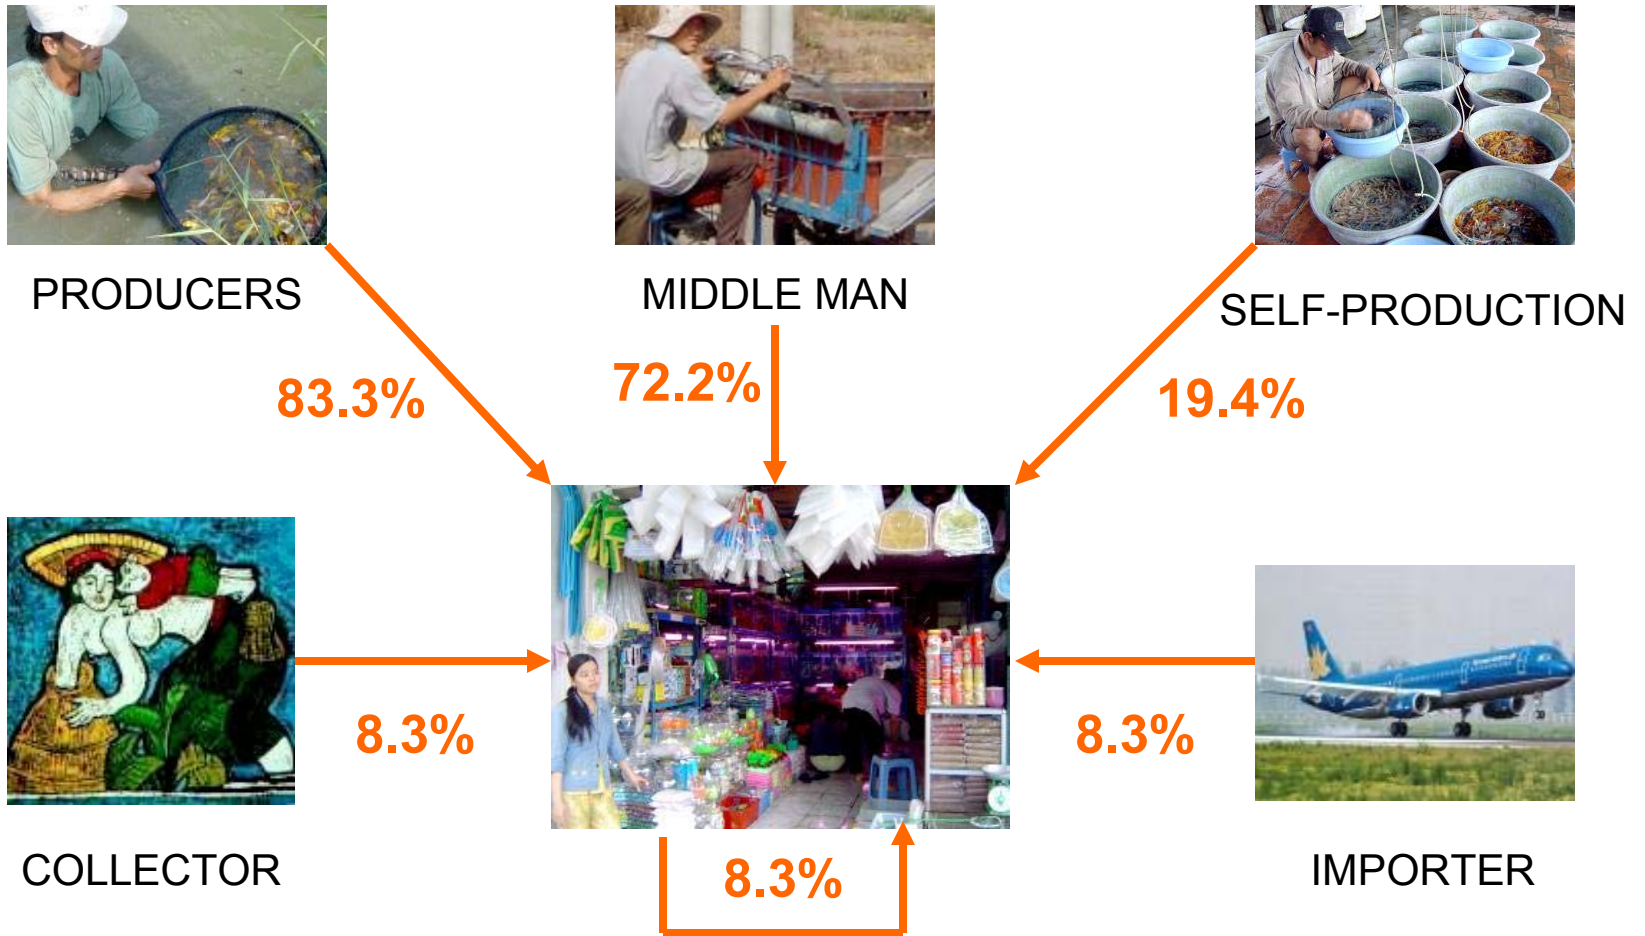 PRODUCERS
MIDDLE MAN
SELF-PRODUCTION
83.3%
72.2%
19.4%
8.3%
8.3%
COLLECTOR
8.3%
IMPORTER